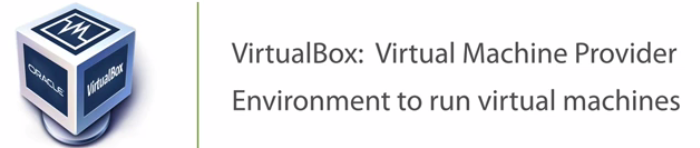 ORACLE
VirtualBox
VirtualBox: Virtual Machine Provider
Environment to run virtual machines